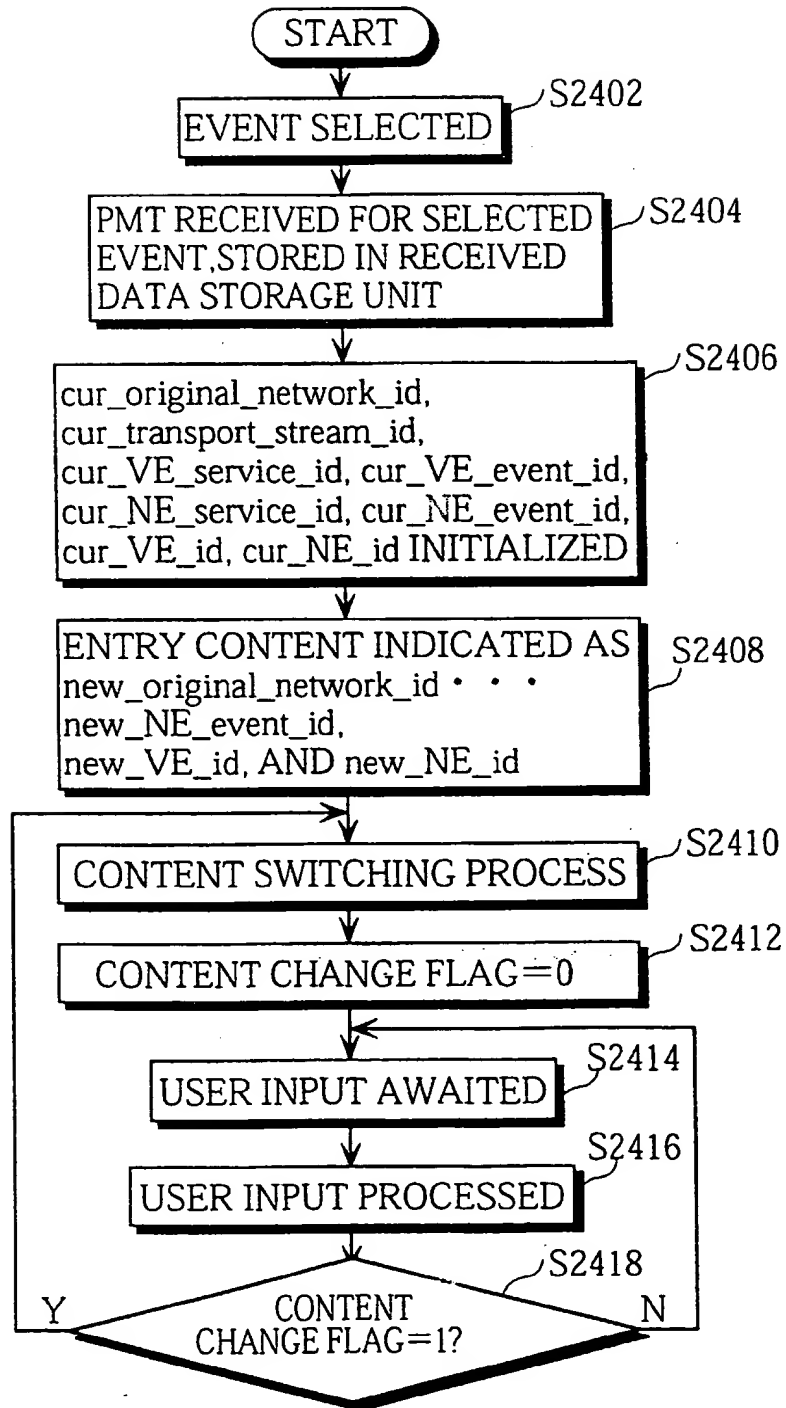 START
S2402
EVENT SELECTED
S2404
PMT RECEIVED FOR SELECTED
EVENT,STORED IN RECEIVED
DATA STORAGE UNIT
S2406
cur_original_network_id,
cur_transport_stream_id,
cur_VE_service_id, cur_VE_event_id,
cur_NE_service_id, cur_NE_event_id,
cur_VE_id, cur_NE_id INITIALIZED
S2408
ENTRY CONTENT INDICATED AS
new_original_network_id・・・
new_NE_event_id,
new_VE_id, AND new_NE_id
S2410
CONTENT SWITCHING PROCESS
S2412
CONTENT CHANGE FLAG=0
S2414
USER INPUT AWAITED
S2416
USER INPUT PROCESSED
S2418
Y
N
CONTENT
CHANGE FLAG=1?